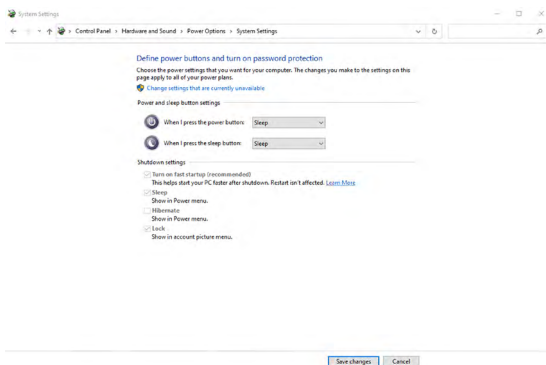 System Settings
Control Panel > Hardware and Sound > Power Options > System Settings
Define power buttons and turn on password protection
Choose the power settings that you want for your computer. The changes you make to the settings on this
page apply to all of your power plans.
Change settings that are currently unavailable
Power and sleep button settings
When I press the power button: Sleep
When I press the sleep button: Sleep
Shutdown settings
Turn on fast startup (recommended)
This helps start your PC faster after shutdown. Restart isn't affected. Learn More
Sleep
Show in Power menu.
Hibernate
Show in Power menu.
Lock
Show in account picture menu.
Save changes Cancel